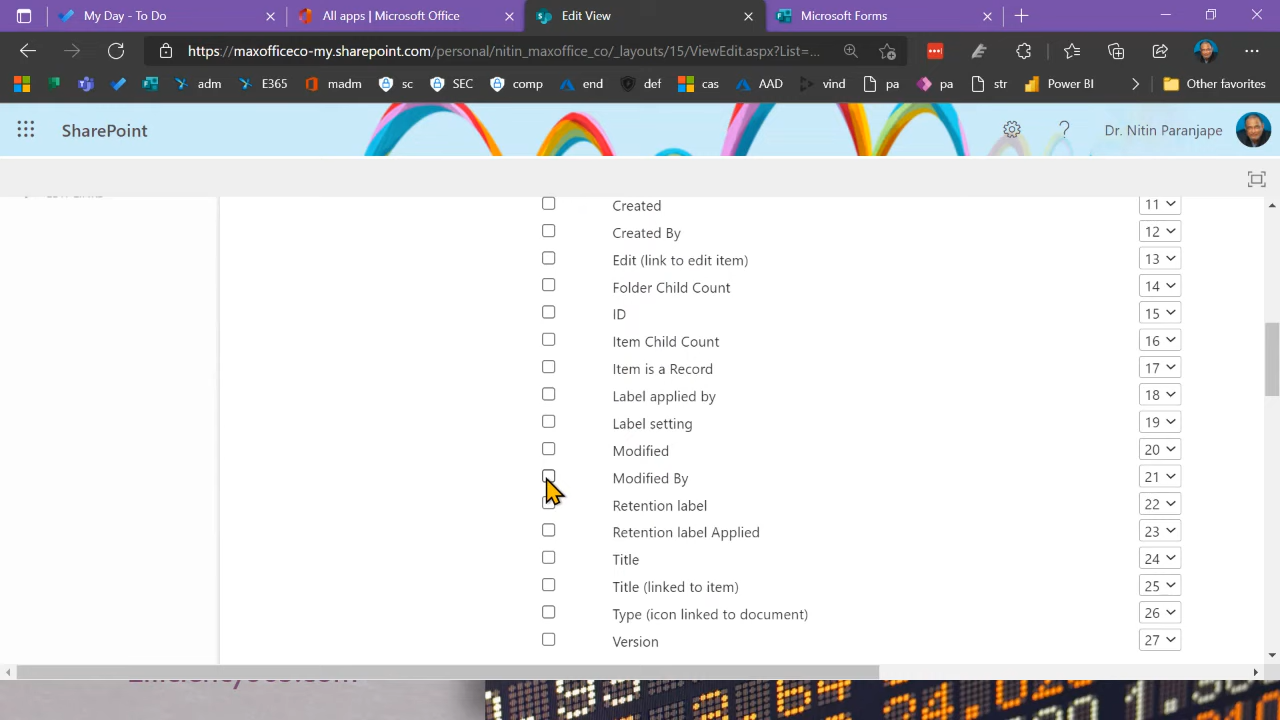 My Day - To Do
All apps | Microsoft Office
Edit View
Microsoft Forms
https://maxofficeco-my.sharepoint.com/personal/nitin_maxoffice_co/_layouts/15/ViewEdit.aspx?List=...
adm
E365
madm
sc
SEC
comp
end
def
cas
AAD
vind
pa
pa
str
Power BI
Other favorites
SharePoint
Dr. Nitin Paranjape
Created 11
Created By 12
Edit (link to edit item) 13
Folder Child Count 14
ID 15
Item Child Count 16
Item is a Record 17
Label applied by 18
Label setting 19
Modified 20
Modified By 21
Retention label 22
Retention label Applied 23
Title 24
Title (linked to item) 25
Type (icon linked to document) 26
Version 27